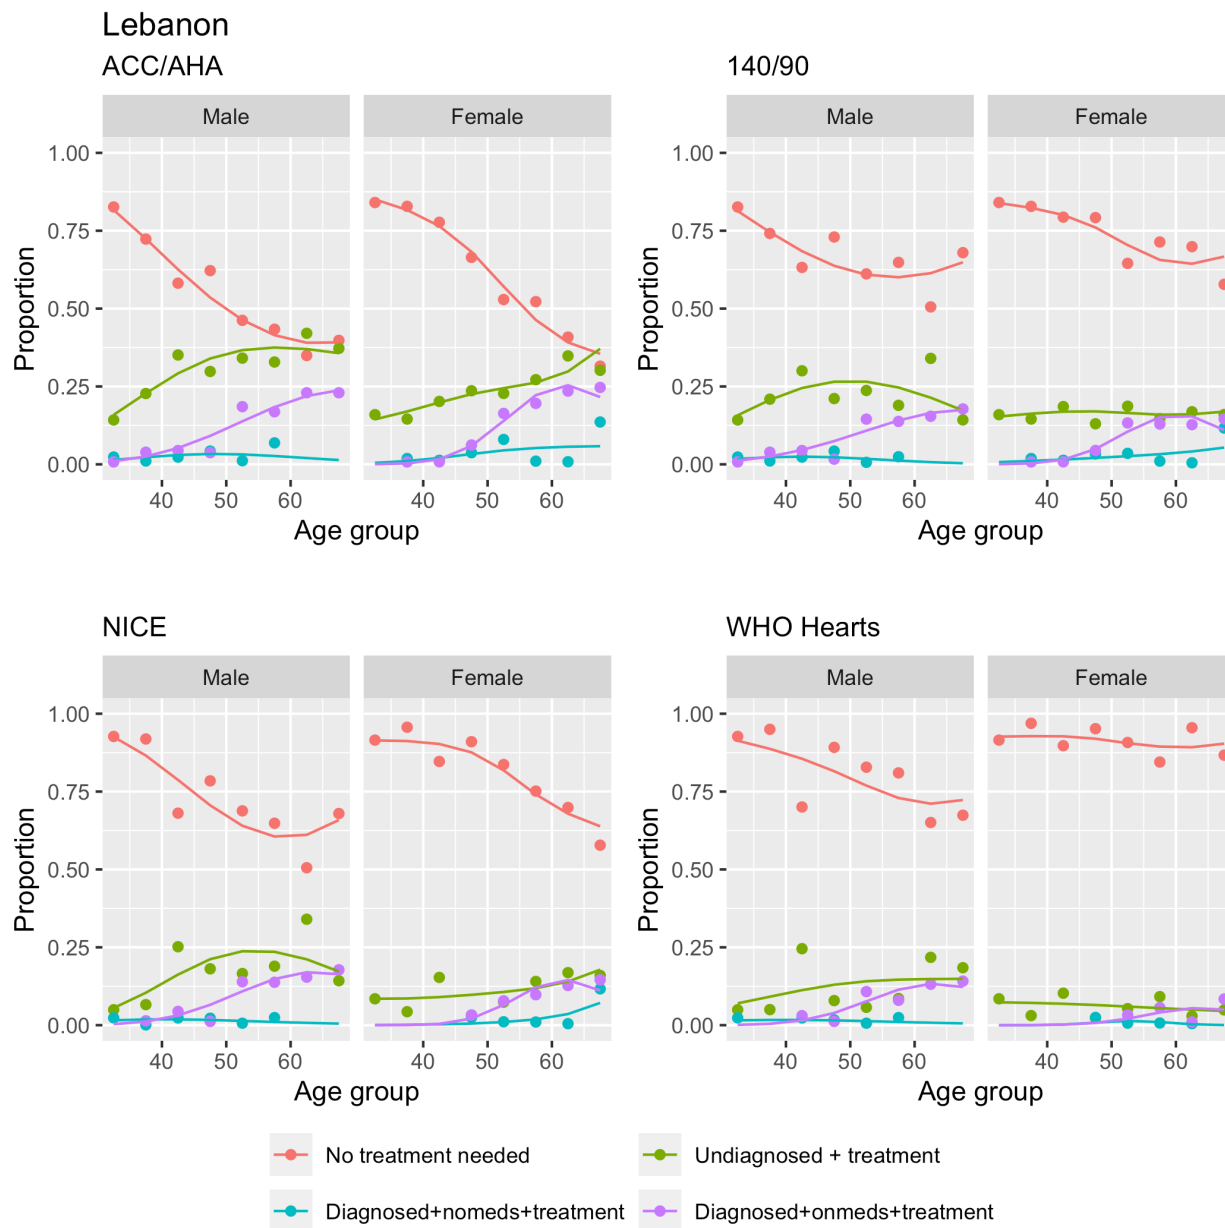 Lebanon
ACC/AHA
140/90
Male
Female
Male
Female
1.00
0.75
0.50
0.25
0.00
Proportion
40
50
60
40
50
60
Age group
1.00
0.75
0.50
0.25
0.00
Proportion
40
50
60
40
50
60
Age group
NICE
WHO Hearts
Male
Female
Male
Female
1.00
0.75
0.50
0.25
0.00
Proportion
40
50
60
40
50
60
Age group
1.00
0.75
0.50
0.25
0.00
Proportion
40
50
60
40
50
60
Age group
No treatment needed
Undiagnosed + treatment
Diagnosed+nomeds+treatment
Diagnosed+onmeds+treatment